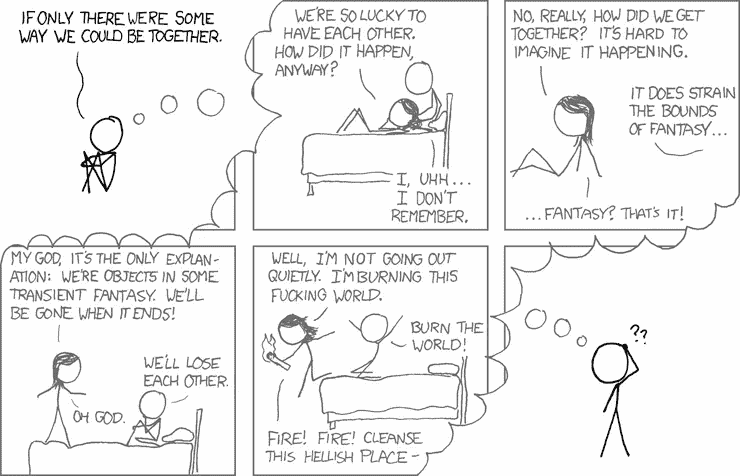 IF ONLY THERE WERE SOME
WAY WE COULD BE TOGETHER.
WE'RE SO LUCKY TO
HAVE EACH OTHER.
HOW DID IT HAPPEN,
ANYWAY?
I, UHH...
I DON'T
REMEMBER.
NO, REALLY, HOW DID WE GET
TOGETHER? IT'S HARD TO
IMAGINE IT HAPPENING.
IT DOES STRAIN
THE BOUNDS
OF FANTASY...
...FANTASY? THAT'S IT!
MY GOD, IT'S THE ONLY EXPLAN-
ATION: WE'RE OBJECTS IN SOME
TRANSIENT FANTASY. WE'LL
BE GONE WHEN IT ENDS!
OH GOD.
WE'LL LOSE
EACH OTHER.
WELL, I'M NOT GOING OUT
QUIETLY. I'M BURNING THIS
FUCKING WORLD.
BURN THE
WORLD!
FIRE! FIRE! CLEANSE
THIS HELLISH PLACE-
??